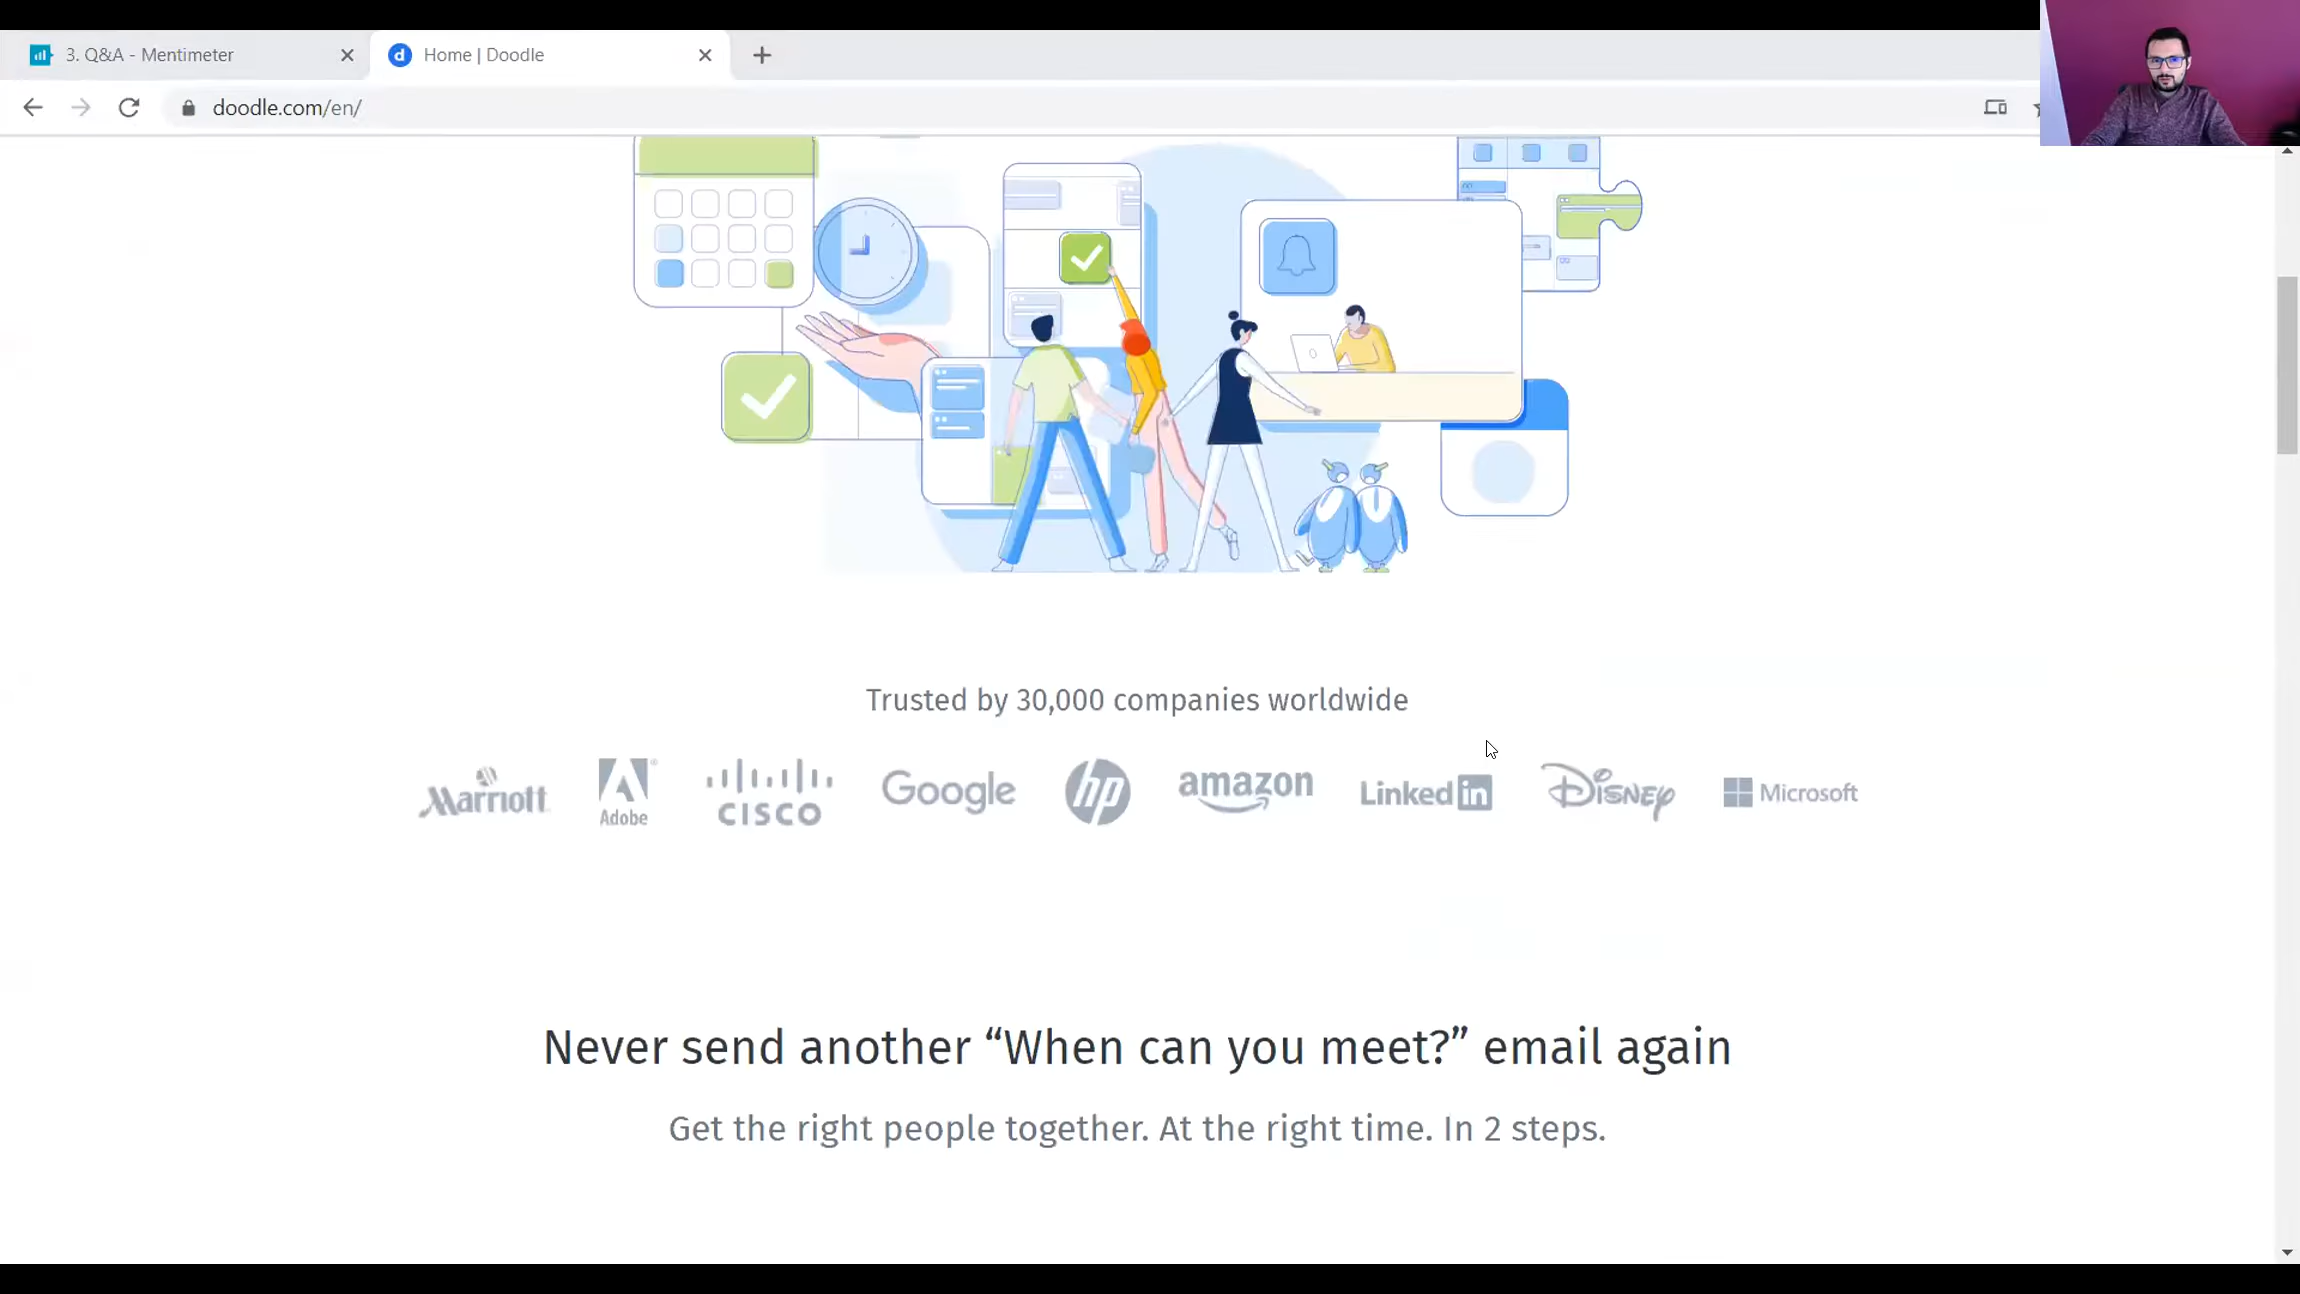 3. Q&A - Mentimeter
Home | Doodle
doodle.com/en/
Trusted by 30,000 companies worldwide
Marriott
Adobe
CISCO
Google
hp
amazon
Linked in
Disney
Microsoft
Never send another “When can you meet?” email again
Get the right people together. At the right time. In 2 steps.